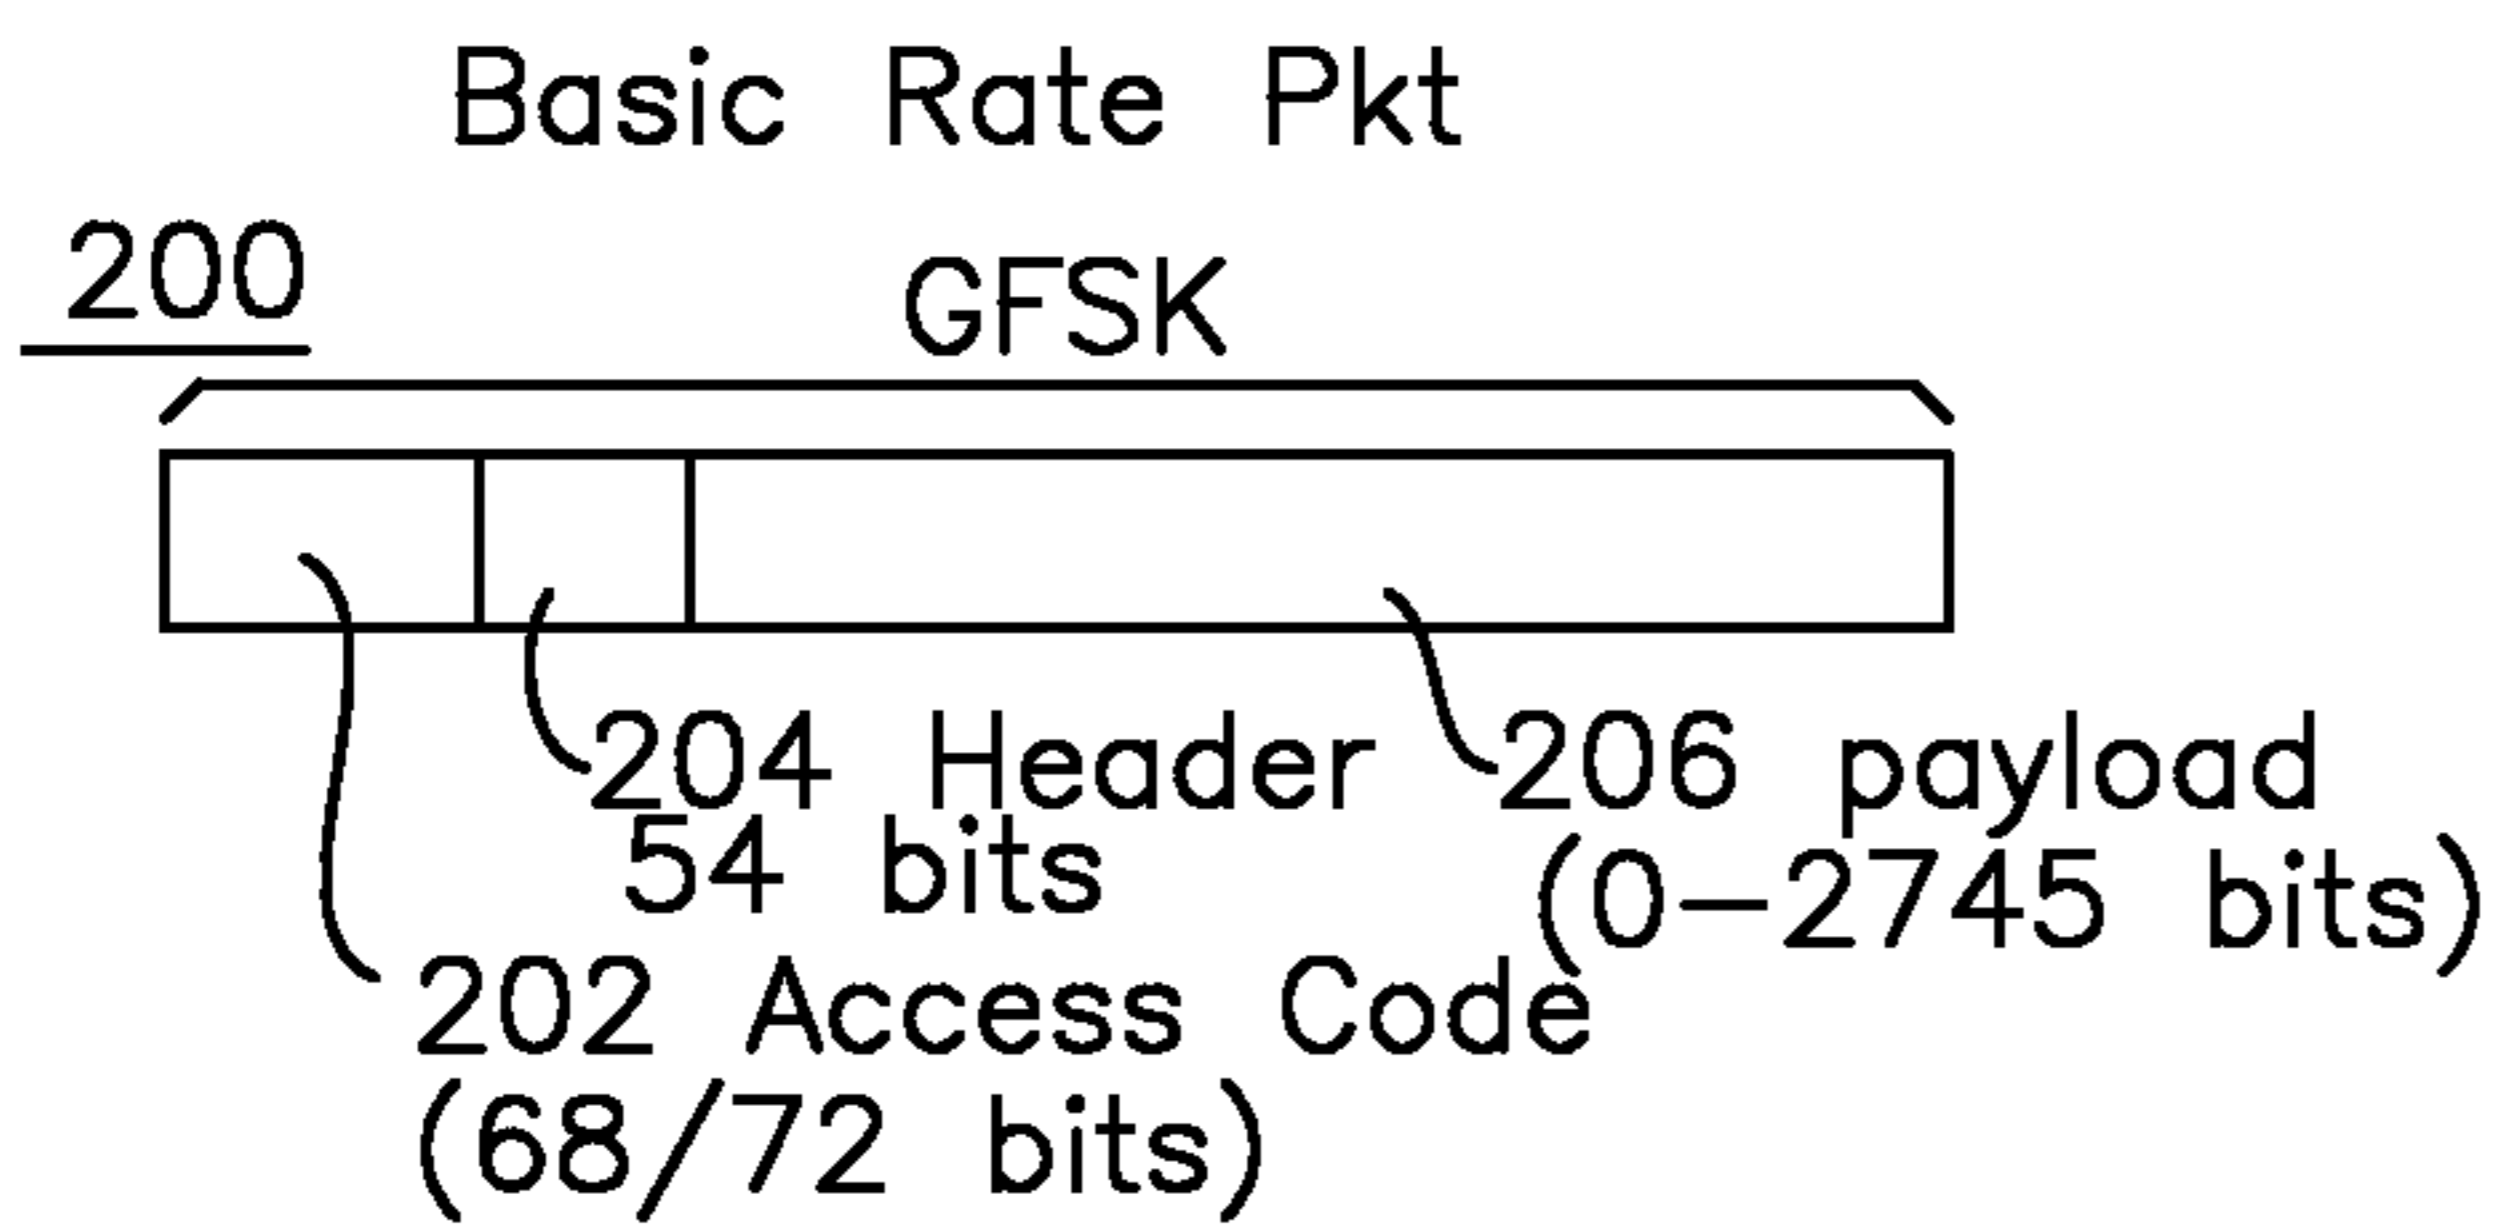 Basic Rate Pkt
200
GFSK
204 Header
54 bits
206 payload
(0-2745 bits)
202 Access Code
(68/72 bits)